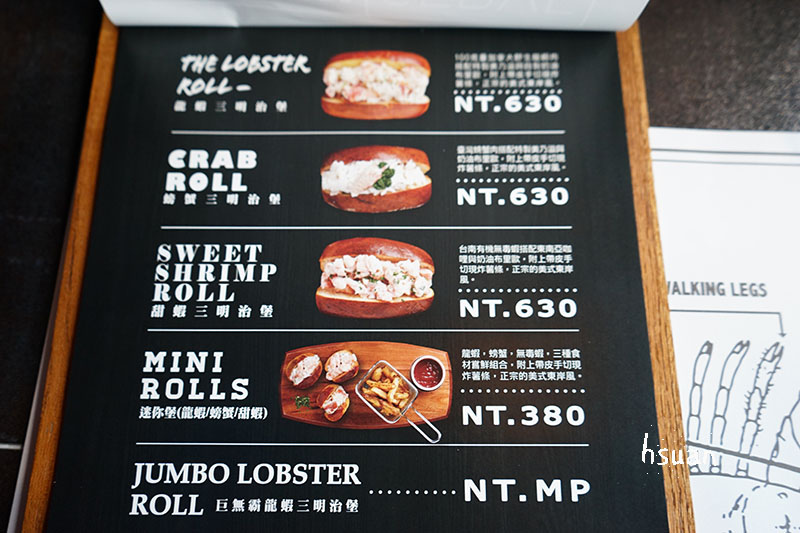 THE LOBSTER
ROLL –
龍蝦三明治堡
NT.630
CRAB
ROLL
螃蟹三明治堡
臺灣螃蟹肉搭配特製美乃滋與
奶油布里歐，附上帶皮手切現
炸薯條，正宗的美式東岸風。
NT.630
SWEET
SHRIMP
ROLL
甜蝦三明治堡
台南有機無毒蝦搭配東南亞咖
哩與奶油布里歐，附上帶皮手
切現炸薯條，正宗的美式東岸
風。
NT.630
MINI
ROLLS
迷你堡(龍蝦/螃蟹/甜蝦)
龍蝦，螃蟹，無毒蝦，三種食
材嘗鮮組合，附上帶皮手切現
炸薯條，正宗的美式東岸風。
NT.380
JUMBO LOBSTER
ROLL 巨無霸龍蝦三明治堡
NT.MP
WALKING LEGS
hsuan